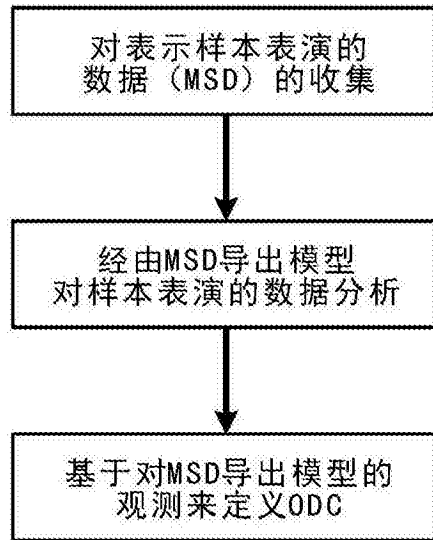 对表示样本表演的
数据（MSD）的收集
经由MSD导出模型
对样本表演的数据分析
基于对MSD导出模型的
观测来定义ODC